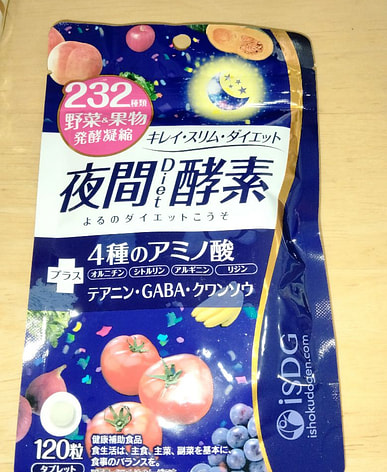 232種類
野菜&果物
発酵凝縮
キレイ・スリム・ダイエット
夜間Diet酵素
よるのダイエットこうそ
プラス
4種のアミノ酸
オルニチン シトルリン アルギニン リジン
テアニン・GABA・クワンソウ
iSDG
ishokudogen.com
120粒
タブレット
健康補助食品
食生活は、主食、主菜、副菜を基本に、
食事のバランスを。